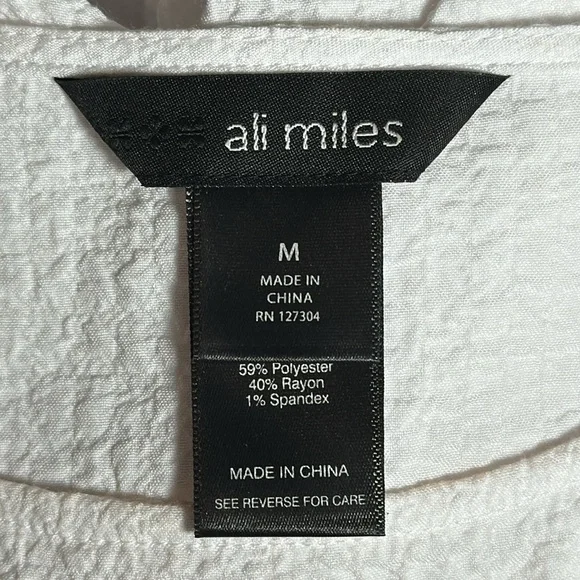 ali miles
M
MADE IN
CHINA
RN 127304
59% Polyester
40% Rayon
1% Spandex
MADE IN CHINA
SEE REVERSE FOR CARE